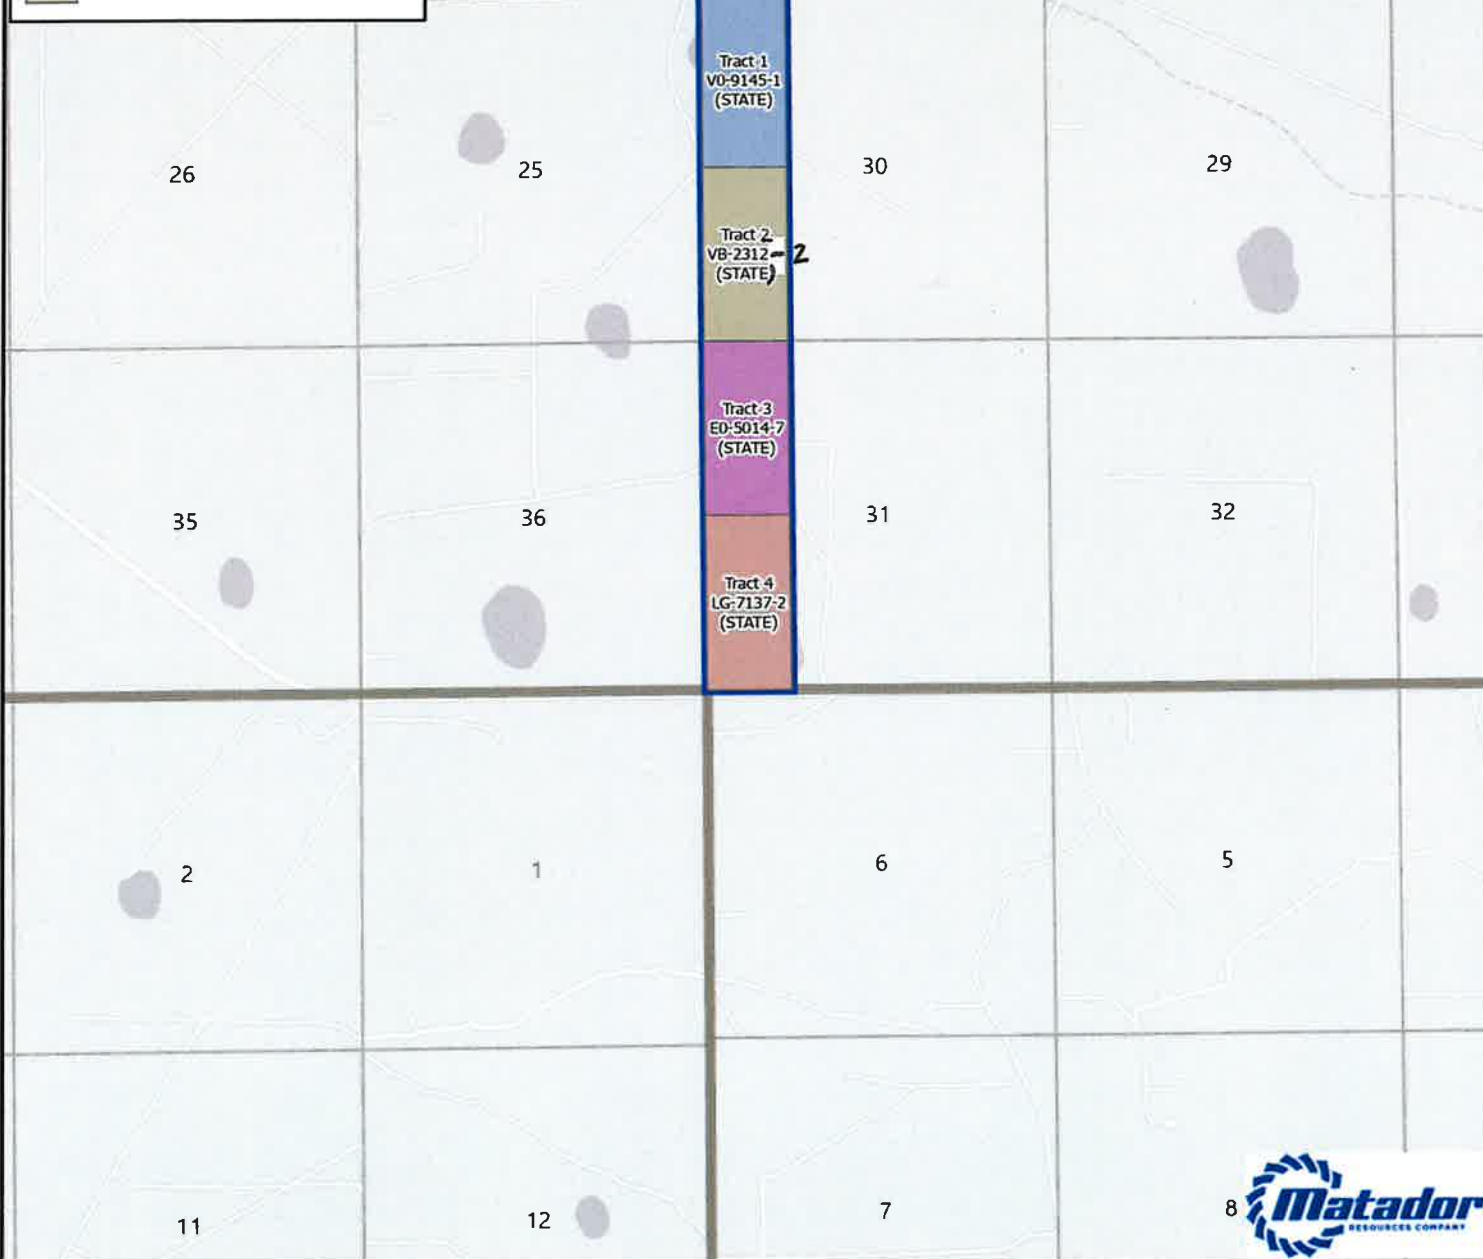 Tract 1
V0-9145-1
(STATE)
26
25
30
29
Tract 2
VB-2312-2
(STATE)
Tract 3
E0-5014-7
(STATE)
35
36
31
32
Tract 4
LG-7137-2
(STATE)
2
1
6
5
11
12
7
8
Matador
RESOURCES COMPANY